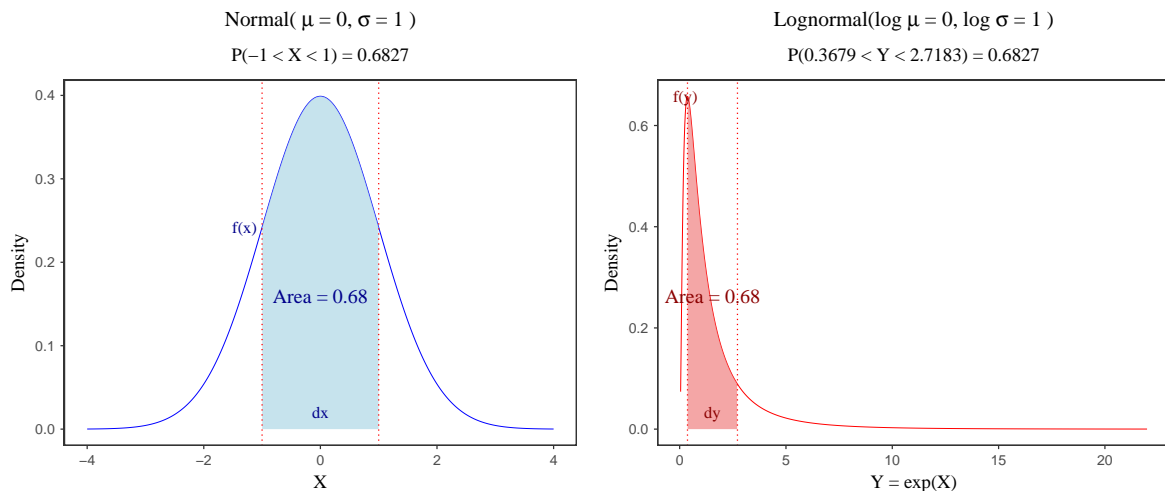 Normal( μ = 0, σ = 1 )
P(−1 < X < 1) = 0.6827
Density
0.4
0.3
0.2
0.1
0.0
f(x)
Area = 0.68
dx
−4
−2
0
2
4
X
Lognormal(log μ = 0, log σ = 1 )
P(0.3679 < Y < 2.7183) = 0.6827
Density
0.6
0.4
0.2
0.0
f(y)
Area = 0.68
dy
0
5
10
15
20
Y = exp(X)